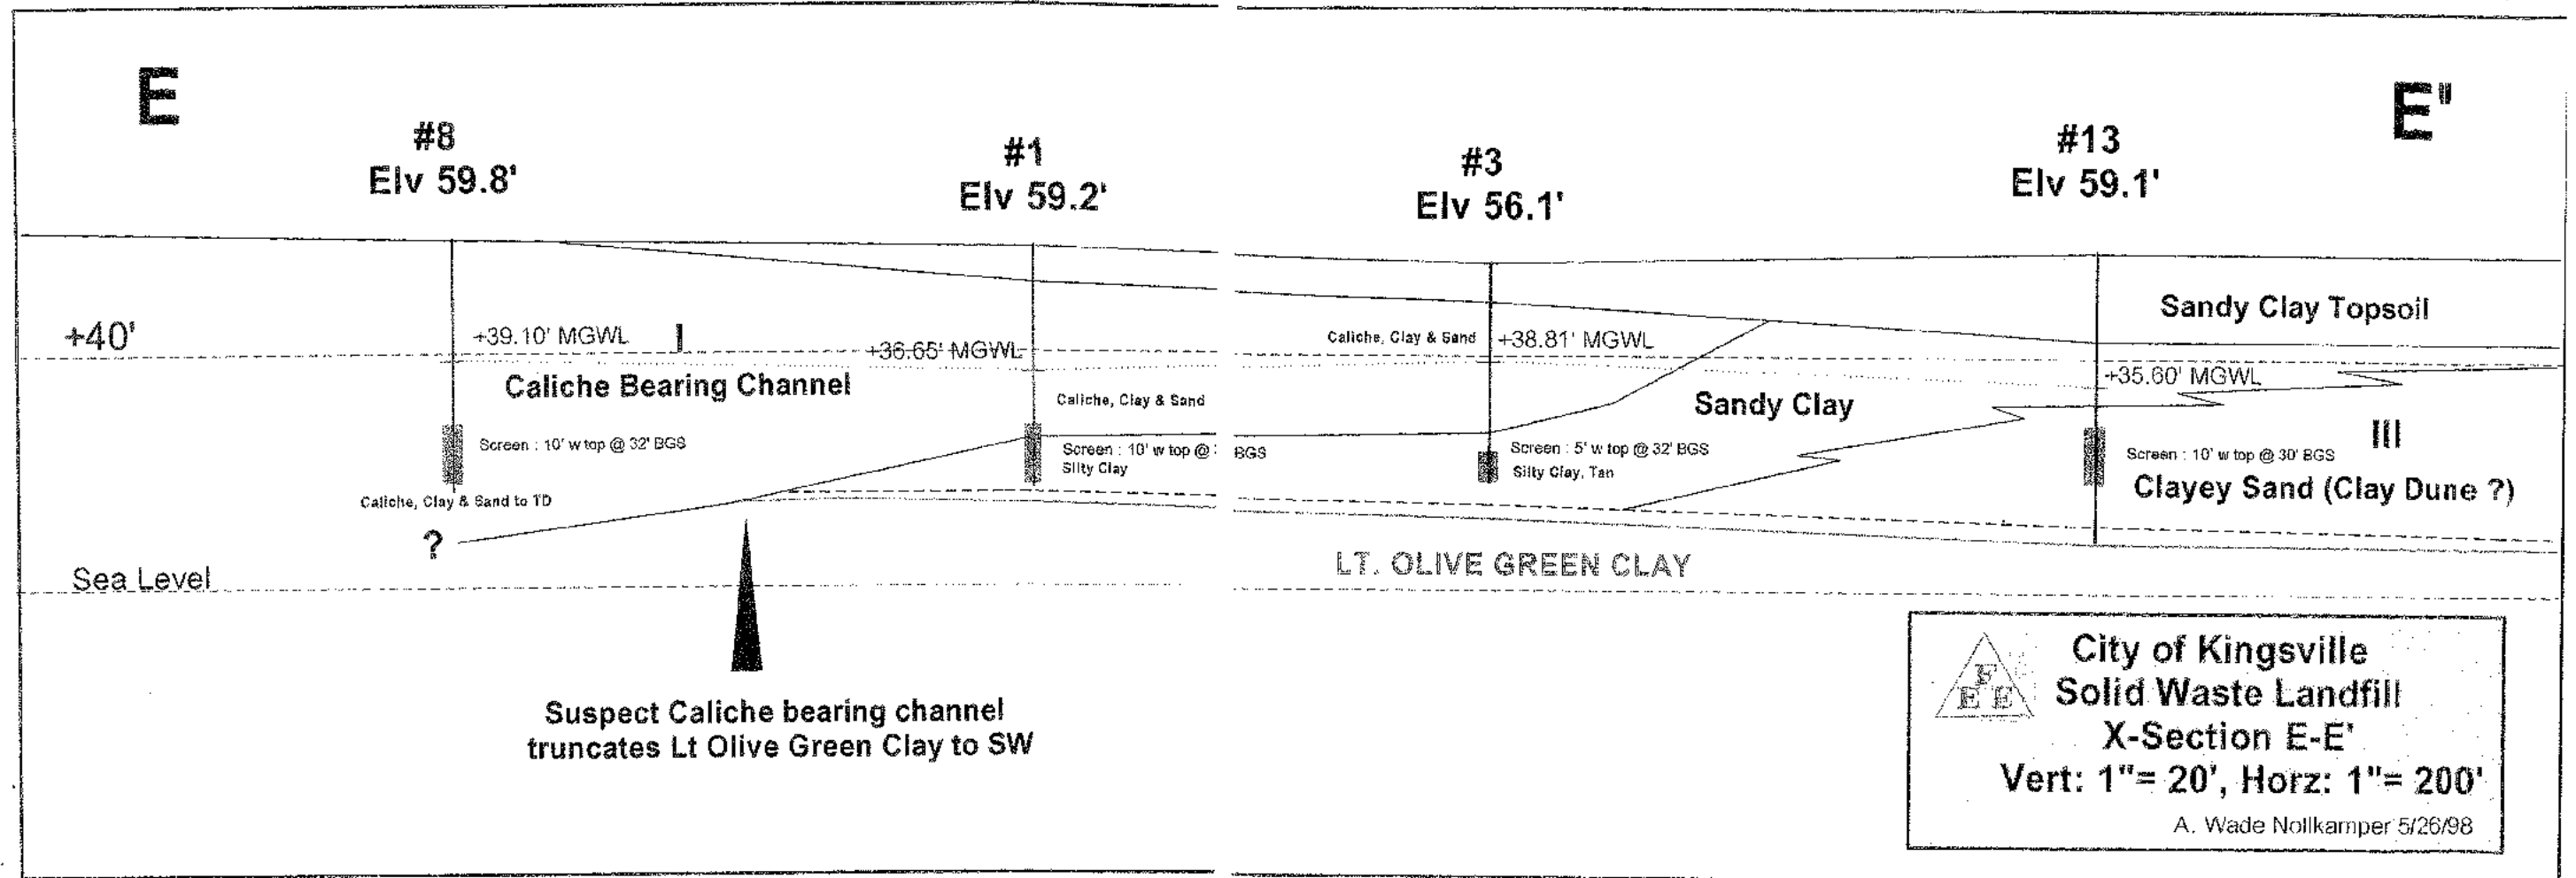 E
E"
#8
Elv 59.8'
#1
Elv 59.2'
#3
Elv 56.1'
#13
Elv 59.1'
Sandy Clay Topsoil
+40'
+39.10' MGWL
I
+36.65' MGWL
Caliche, Clay & Sand
+38.81' MGWL
+35.60' MGWL
Caliche Bearing Channel
Caliche, Clay & Sand
Sandy Clay
III
Screen : 10' w top @ 32' BGS
Screen : 10' w top @
BGS
Silty Clay
Screen : 5' w top @ 32' BGS
Silty Clay, Tan
Screen : 10' w top @ 30' BGS
Clayey Sand (Clay Dune ?)
Caliche, Clay & Sand to TD
?
LT. OLIVE GREEN CLAY
Sea Level
Suspect Caliche bearing channel
truncates Lt Olive Green Clay to SW
F
E E
City of Kingsville
Solid Waste Landfill
X-Section E-E'
Vert: 1"= 20', Horz: 1"= 200'
A. Wade Nollkamper 5/26/98